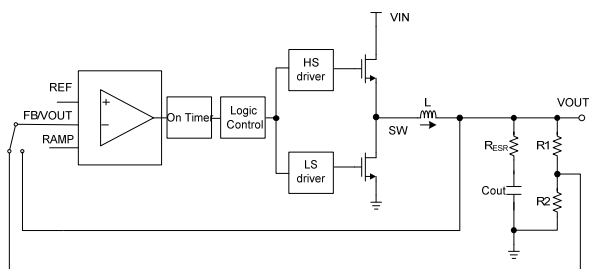 VIN
HS
driver
REF
+
FB/VOUT
−
On Timer
Logic
Control
RAMP
L
VOUT
SW
LS
driver
RESR
R1
Cout
R2